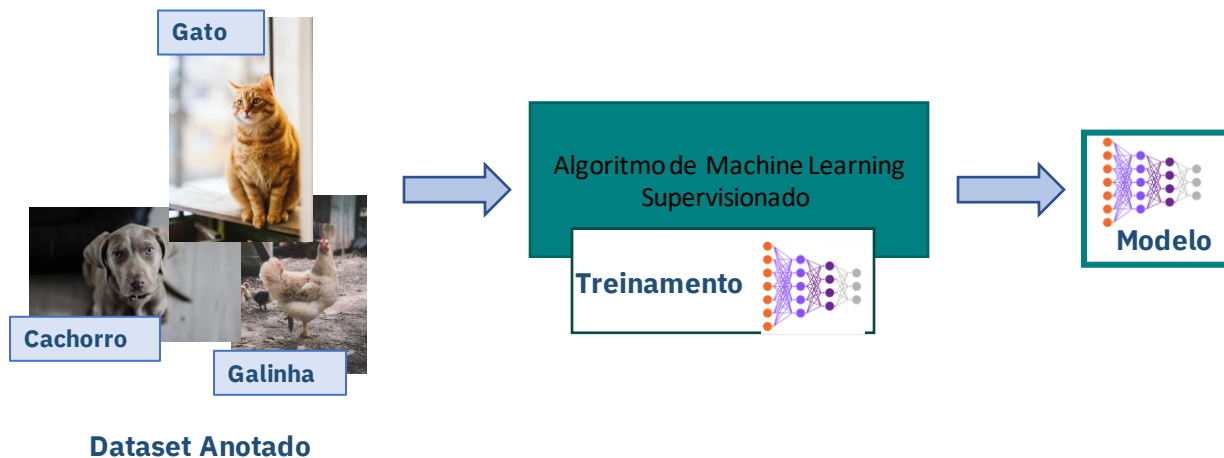 Gato
Cachorro
Galinha
Dataset Anotado
Algoritmo de Machine Learning
Supervisionado
Treinamento
Modelo